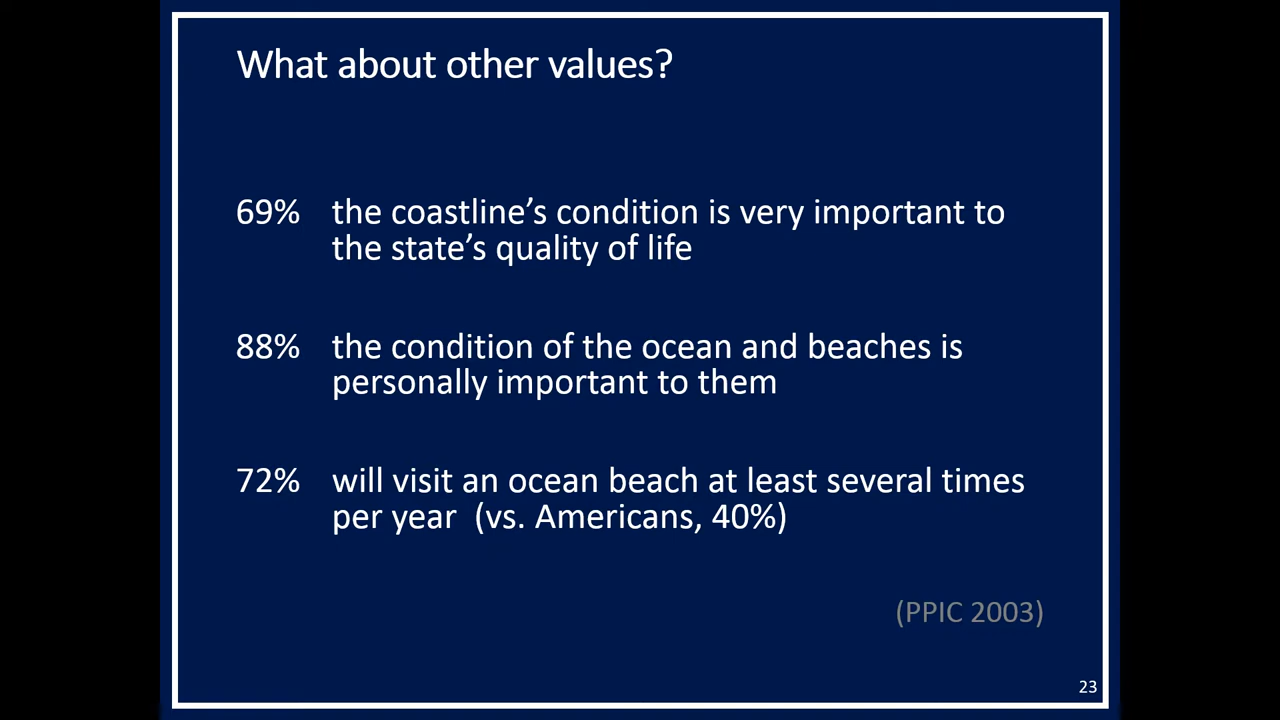 What about other values?
69% the coastline’s condition is very important to
the state’s quality of life
88% the condition of the ocean and beaches is
personally important to them
72% will visit an ocean beach at least several times
per year (vs. Americans, 40%)
(PPIC 2003)
23